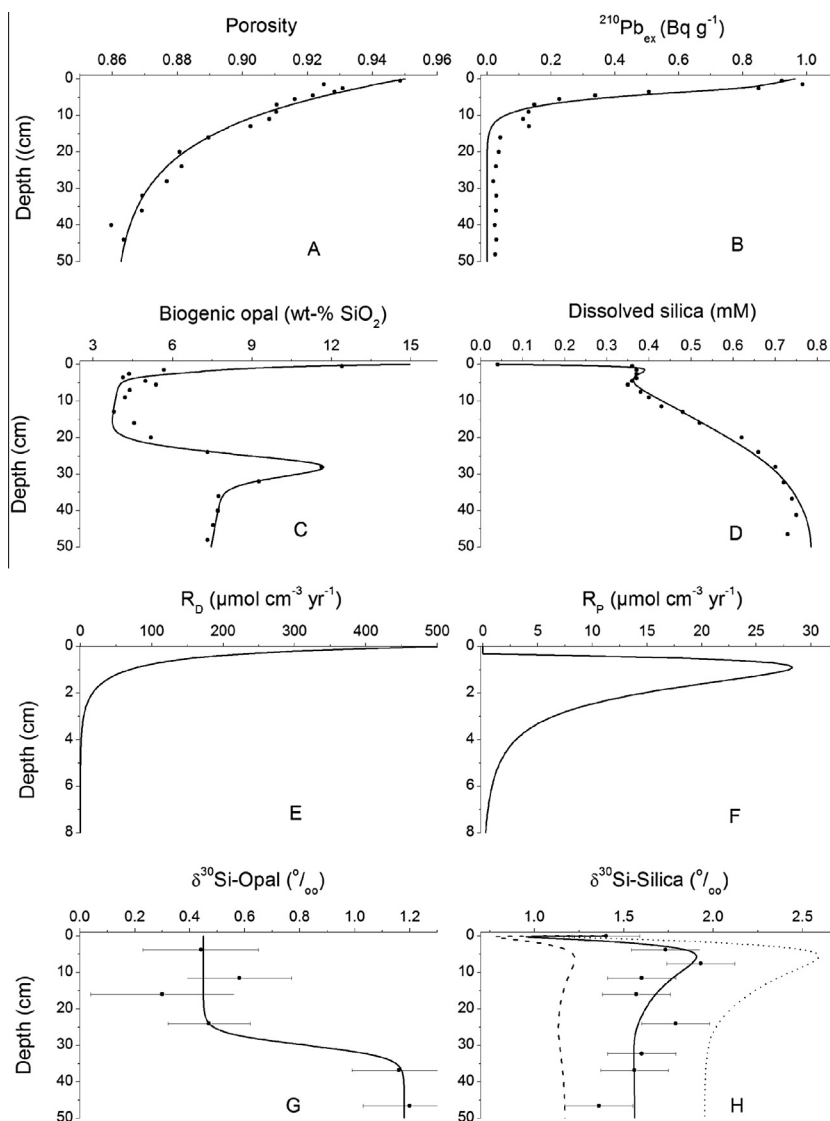 Porosity
0.86 0.88 0.90 0.92 0.94 0.96
Depth ((cm)
0
10
20
30
40
50
A
²¹⁰Pb_ex (Bq g⁻¹)
0.0 0.2 0.4 0.6 0.8 1.0
0
10
20
30
40
50
B
Biogenic opal (wt-% SiO₂)
3 6 9 12 15
Depth (cm)
0
10
20
30
40
50
C
Dissolved silica (mM)
0.0 0.1 0.2 0.3 0.4 0.5 0.6 0.7 0.8
0
10
20
30
40
50
D
R_D (µmol cm⁻³ yr⁻¹)
0 100 200 300 400 500
Depth (cm)
0
2
4
6
8
E
R_P (µmol cm⁻³ yr⁻¹)
0 5 10 15 20 25 30
0
2
4
6
8
F
δ³⁰Si-Opal (°/₀₀)
0.0 0.2 0.4 0.6 0.8 1.0 1.2
Depth (cm)
0
10
20
30
40
50
G
δ³⁰Si-Silica (°/₀₀)
1.0 1.5 2.0 2.5
0
10
20
30
40
50
H